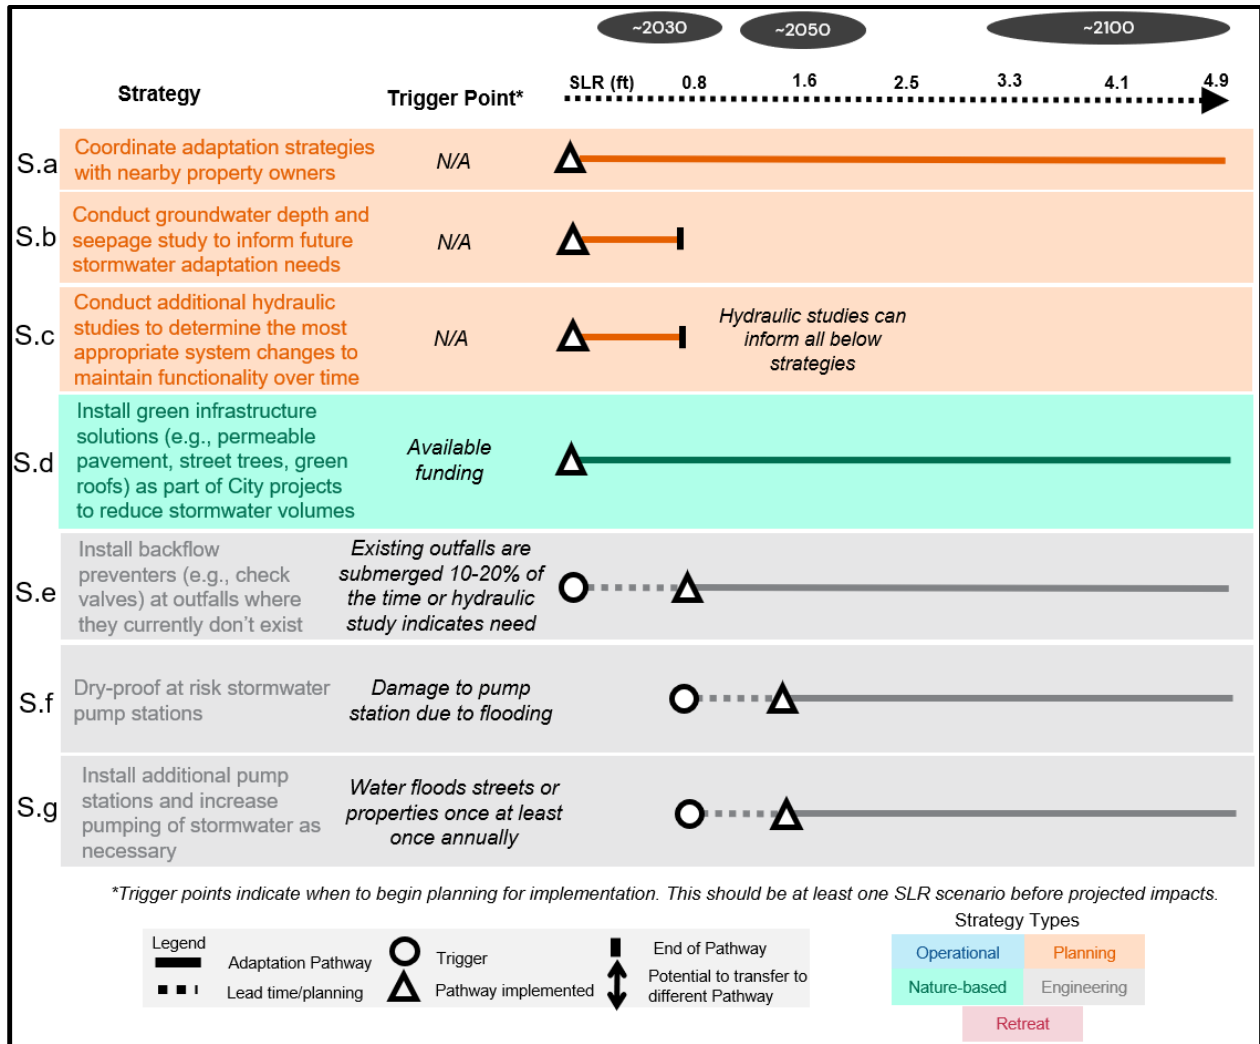 ~2030
~2050
~2100
Strategy
Trigger Point*
SLR (ft)
0.8
1.6
2.5
3.3
4.1
4.9
S.a
Coordinate adaptation strategies
with nearby property owners
N/A
S.b
Conduct groundwater depth and
seepage study to inform future
stormwater adaptation needs
N/A
S.c
Conduct additional hydraulic
studies to determine the most
appropriate system changes to
maintain functionality over time
N/A
Hydraulic studies can
inform all below
strategies
S.d
Install green infrastructure
solutions (e.g., permeable
pavement, street trees, green
roofs) as part of City projects
to reduce stormwater volumes
Available
funding
S.e
Install backflow
preventers (e.g., check
valves) at outfalls where
they currently don't exist
Existing outfalls are
submerged 10-20% of
the time or hydraulic
study indicates need
S.f
Dry-proof at risk stormwater
pump stations
Damage to pump
station due to flooding
S.g
Install additional pump
stations and increase
pumping of stormwater as
necessary
Water floods streets or
properties once at least
once annually
*Trigger points indicate when to begin planning for implementation. This should be at least one SLR scenario before projected impacts.
Legend
Adaptation Pathway
Lead time/planning
Trigger
Pathway implemented
End of Pathway
Potential to transfer to
different Pathway
Strategy Types
Operational
Planning
Nature-based
Engineering
Retreat